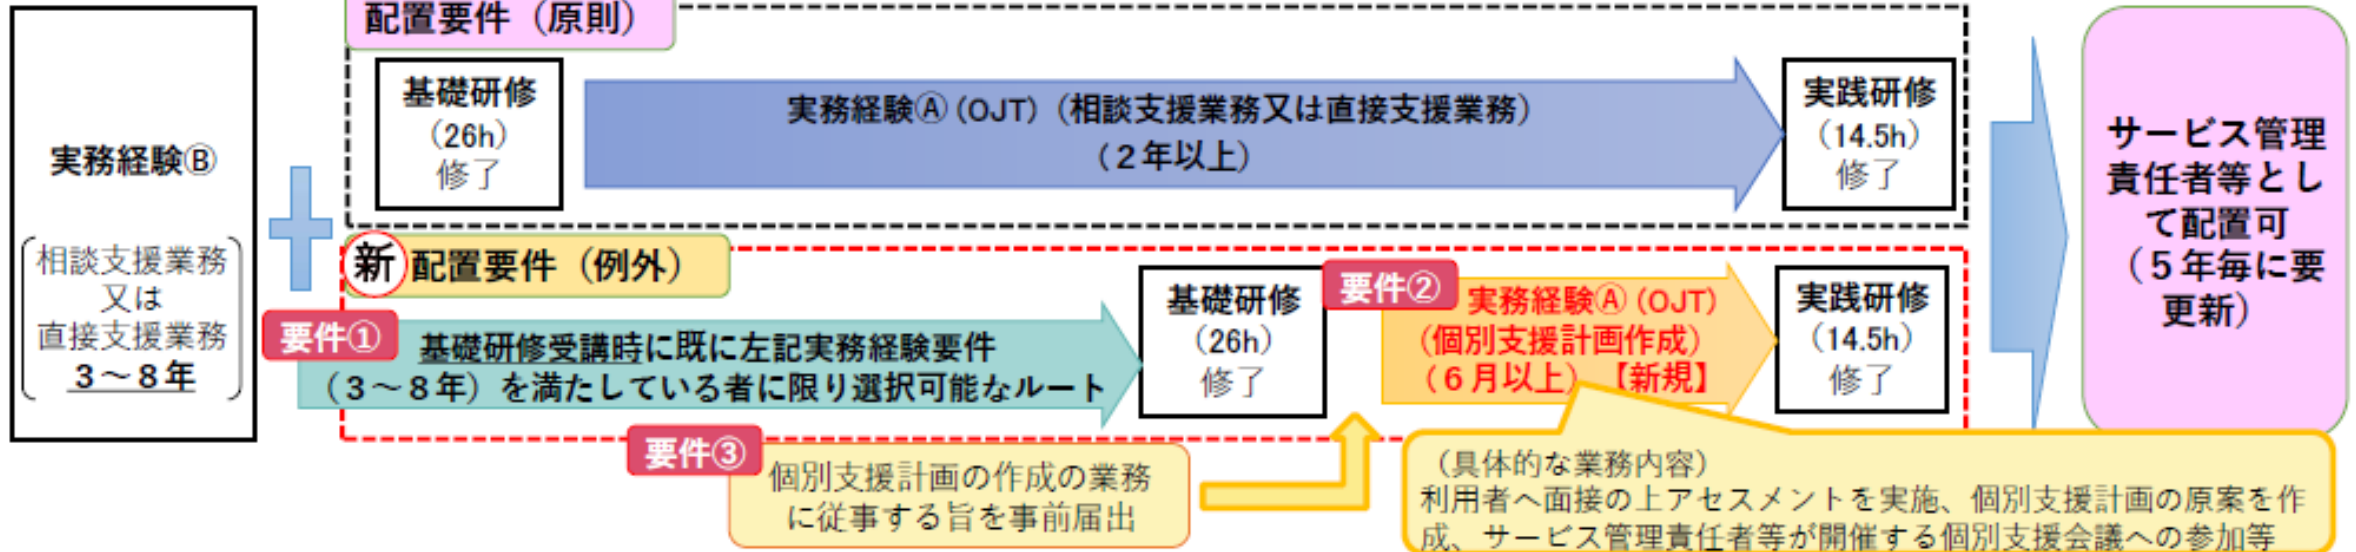 実務経験Ⓑ
相談支援業務
又は
直接支援業務
3～8年
配置要件（原則）
基礎研修
（26h）
修了
実務経験Ⓐ(OJT)（相談支援業務又は直接支援業務）
（２年以上）
実践研修
（14.5h）
修了
新 配置要件（例外）
要件①
基礎研修受講時に既に左記実務経験要件
（３～８年）を満たしている者に限り選択可能なルート
基礎研修
（26h）
修了
要件②
実務経験Ⓐ(OJT)
（個別支援計画作成）
（６月以上）【新規】
実践研修
（14.5h）
修了
要件③
個別支援計画の作成の業務
に従事する旨を事前届出
（具体的な業務内容）
利用者へ面接の上アセスメントを実施、個別支援計画の原案を作
成、サービス管理責任者等が開催する個別支援会議への参加等
サービス管理
責任者等とし
て配置可
（５年毎に要
更新）